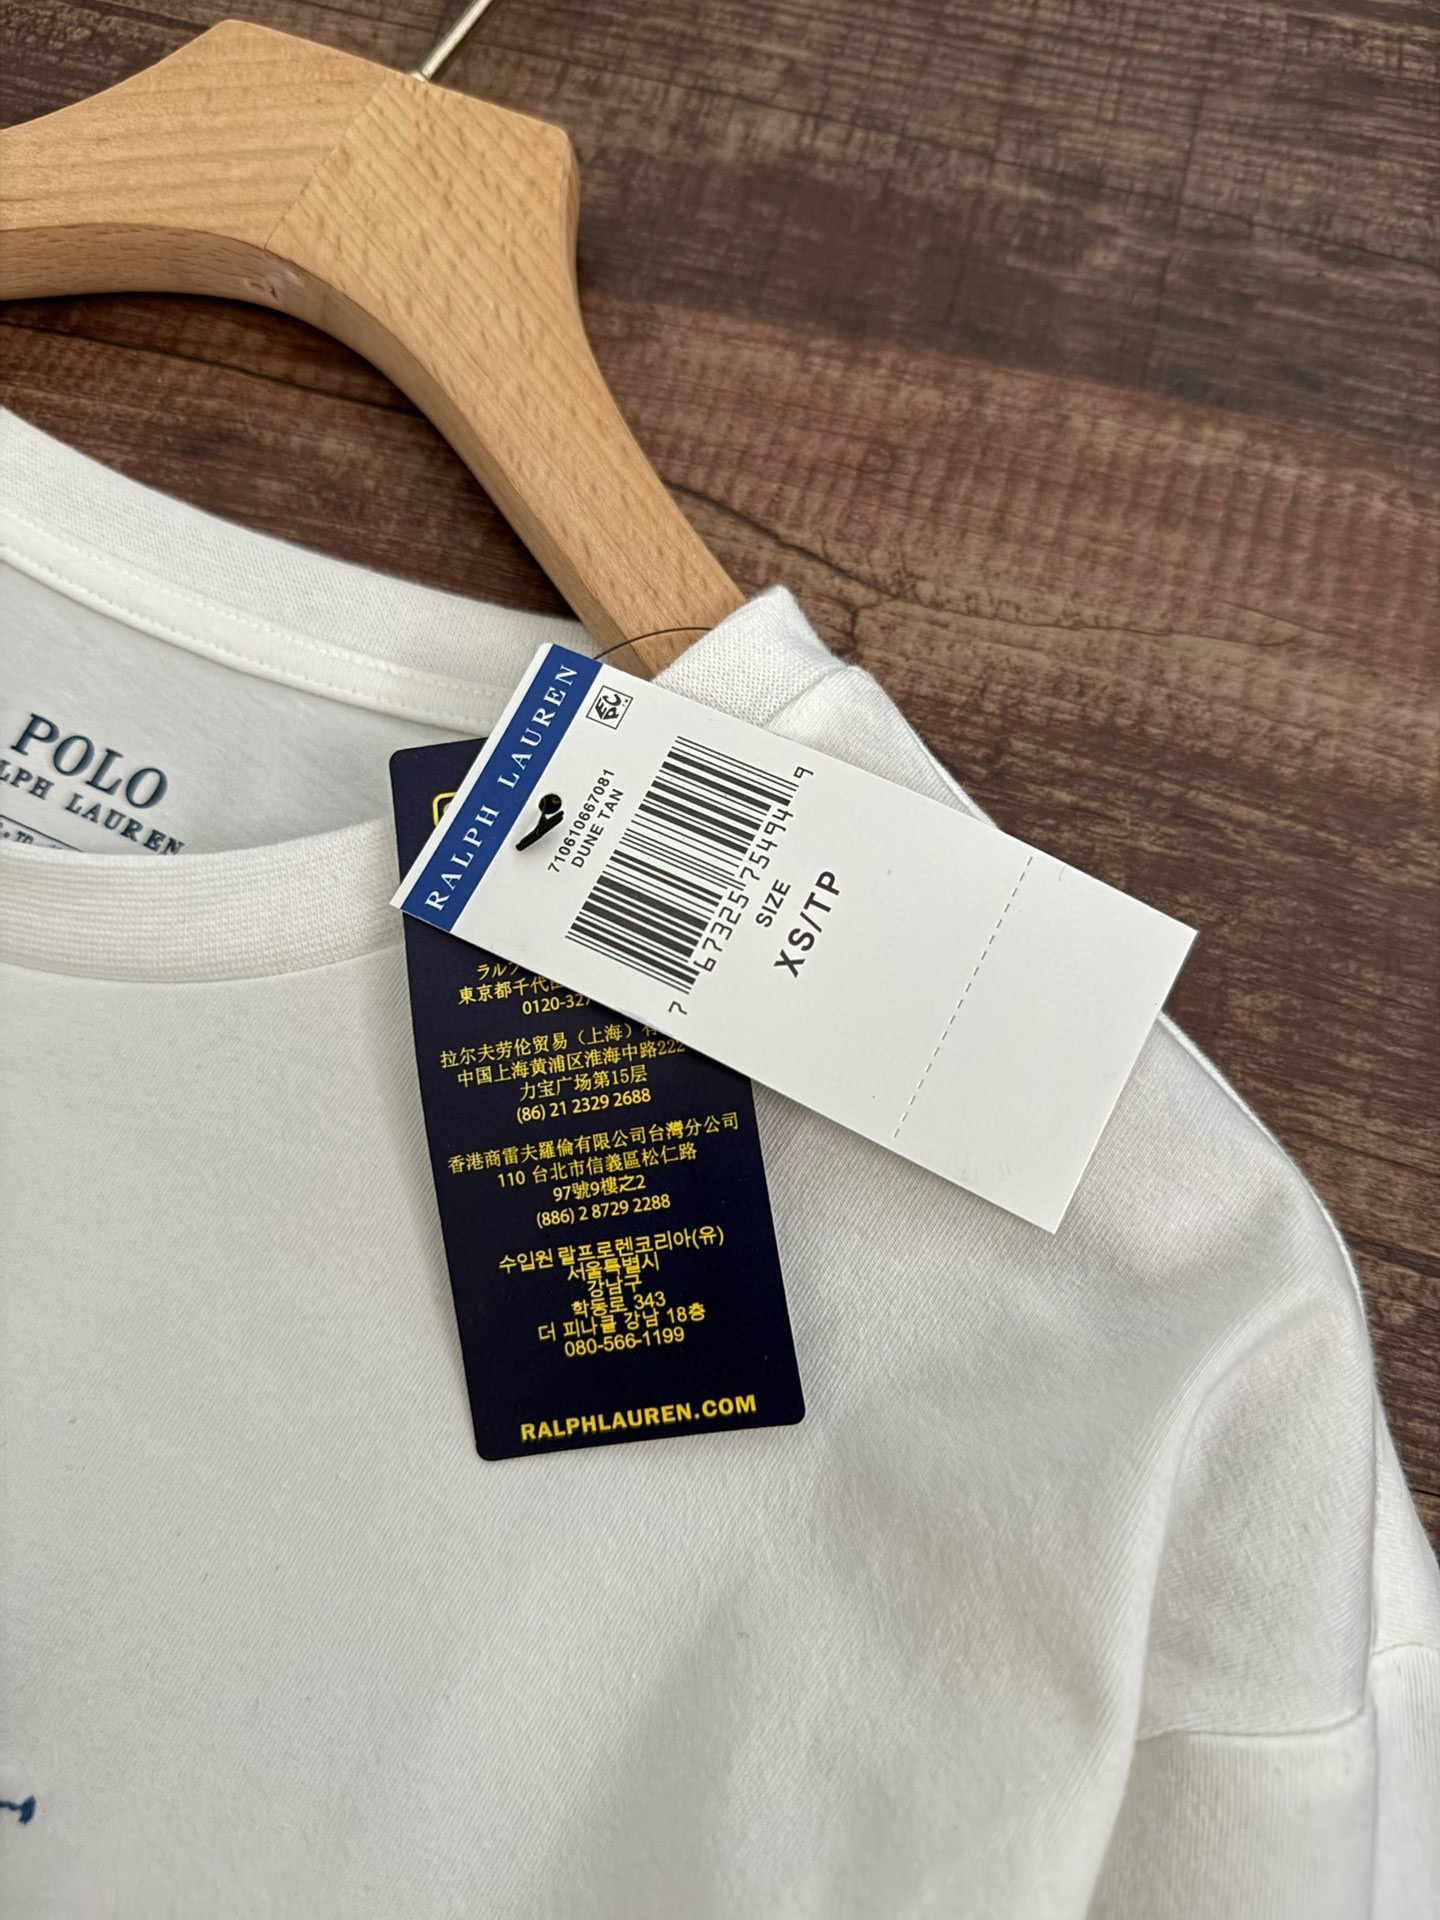 POLO
LPH LAUREN
RALPH LAUREN
710610667081
DUNE TAN
7 67325 75494 9
SIZE
XS/TP
東京都千代
0120-327
拉尔夫劳伦贸易（上海）有
中国上海黄浦区淮海中路222
力宝广场第15层
(86) 21 2329 2688
香港商雷夫羅倫有限公司台灣分公司
110 台北市信義區松仁路
97號9樓之2
(886) 2 8729 2288
수입원 랄프로렌코리아(유)
서울특별시
강남구
학동로 343
더 피나클 강남 18층
080-566-1199
RALPHLAUREN.COM